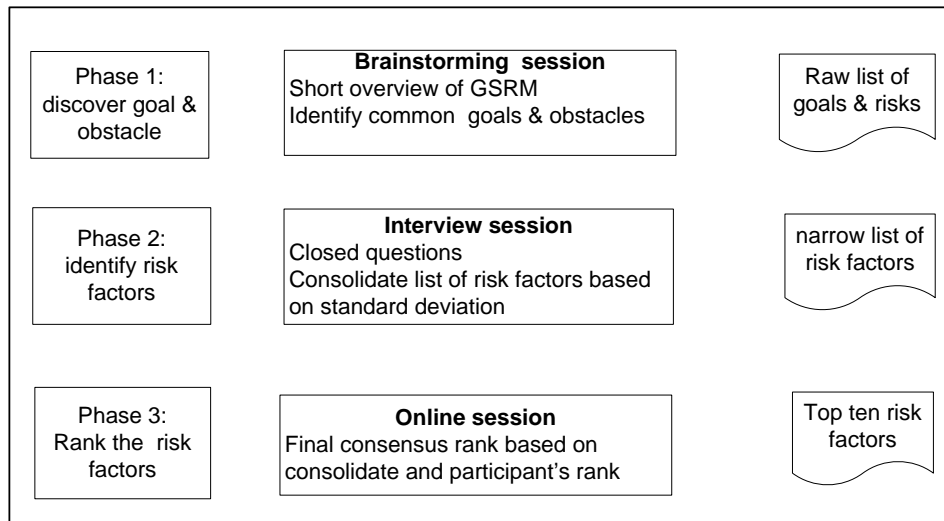 Phase 1:
discover goal &
obstacle
Brainstorming session
Short overview of GSRM
Identify common goals & obstacles
Raw list of
goals & risks
Phase 2:
identify risk
factors
Interview session
Closed questions
Consolidate list of risk factors based
on standard deviation
narrow list of
risk factors
Phase 3:
Rank the risk
factors
Online session
Final consensus rank based on
consolidate and participant's rank
Top ten risk
factors